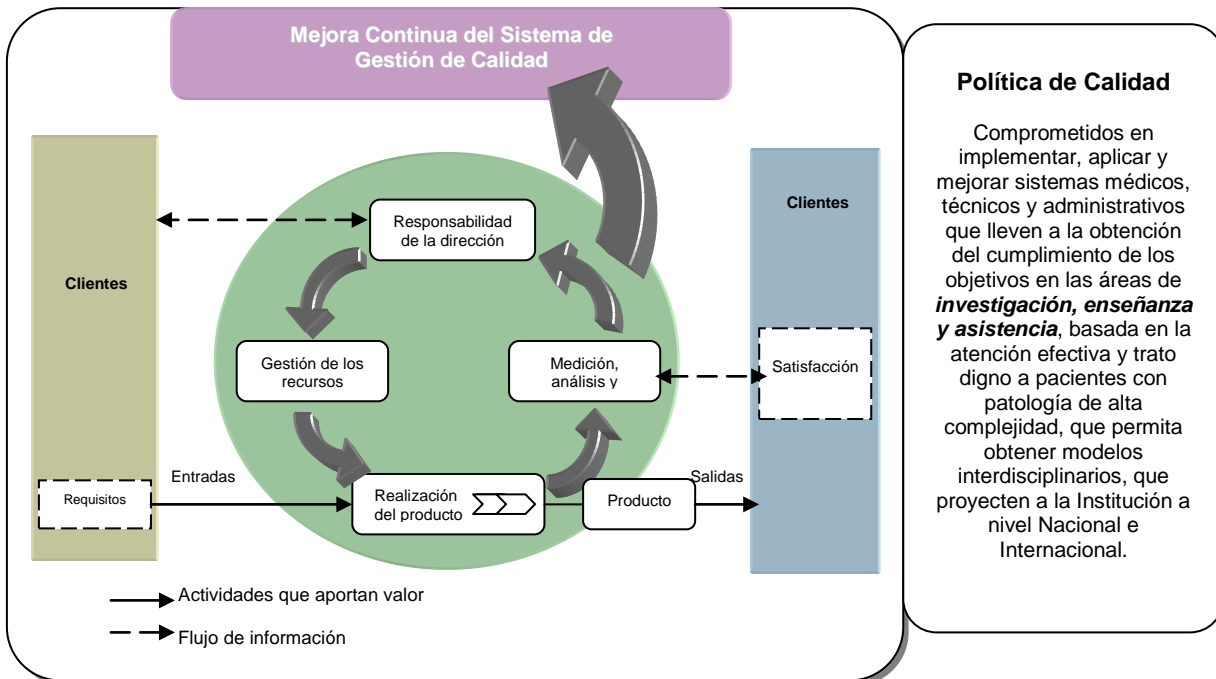 Mejora Continua del Sistema de
Gestión de Calidad
Clientes
Requisitos
Entradas
Responsabilidad
de la dirección
Gestión de los
recursos
Medición,
análisis y
Realización
del producto
Producto
Salidas
Clientes
Satisfacción
Actividades que aportan valor
Flujo de información
Política de Calidad
Comprometidos en
implementar, aplicar y
mejorar sistemas médicos,
técnicos y administrativos
que lleven a la obtención
del cumplimiento de los
objetivos en las áreas de
investigación, enseñanza
y asistencia, basada en la
atención efectiva y trato
digno a pacientes con
patología de alta
complejidad, que permita
obtener modelos
interdisciplinarios, que
proyecten a la Institución a
nivel Nacional e
Internacional.